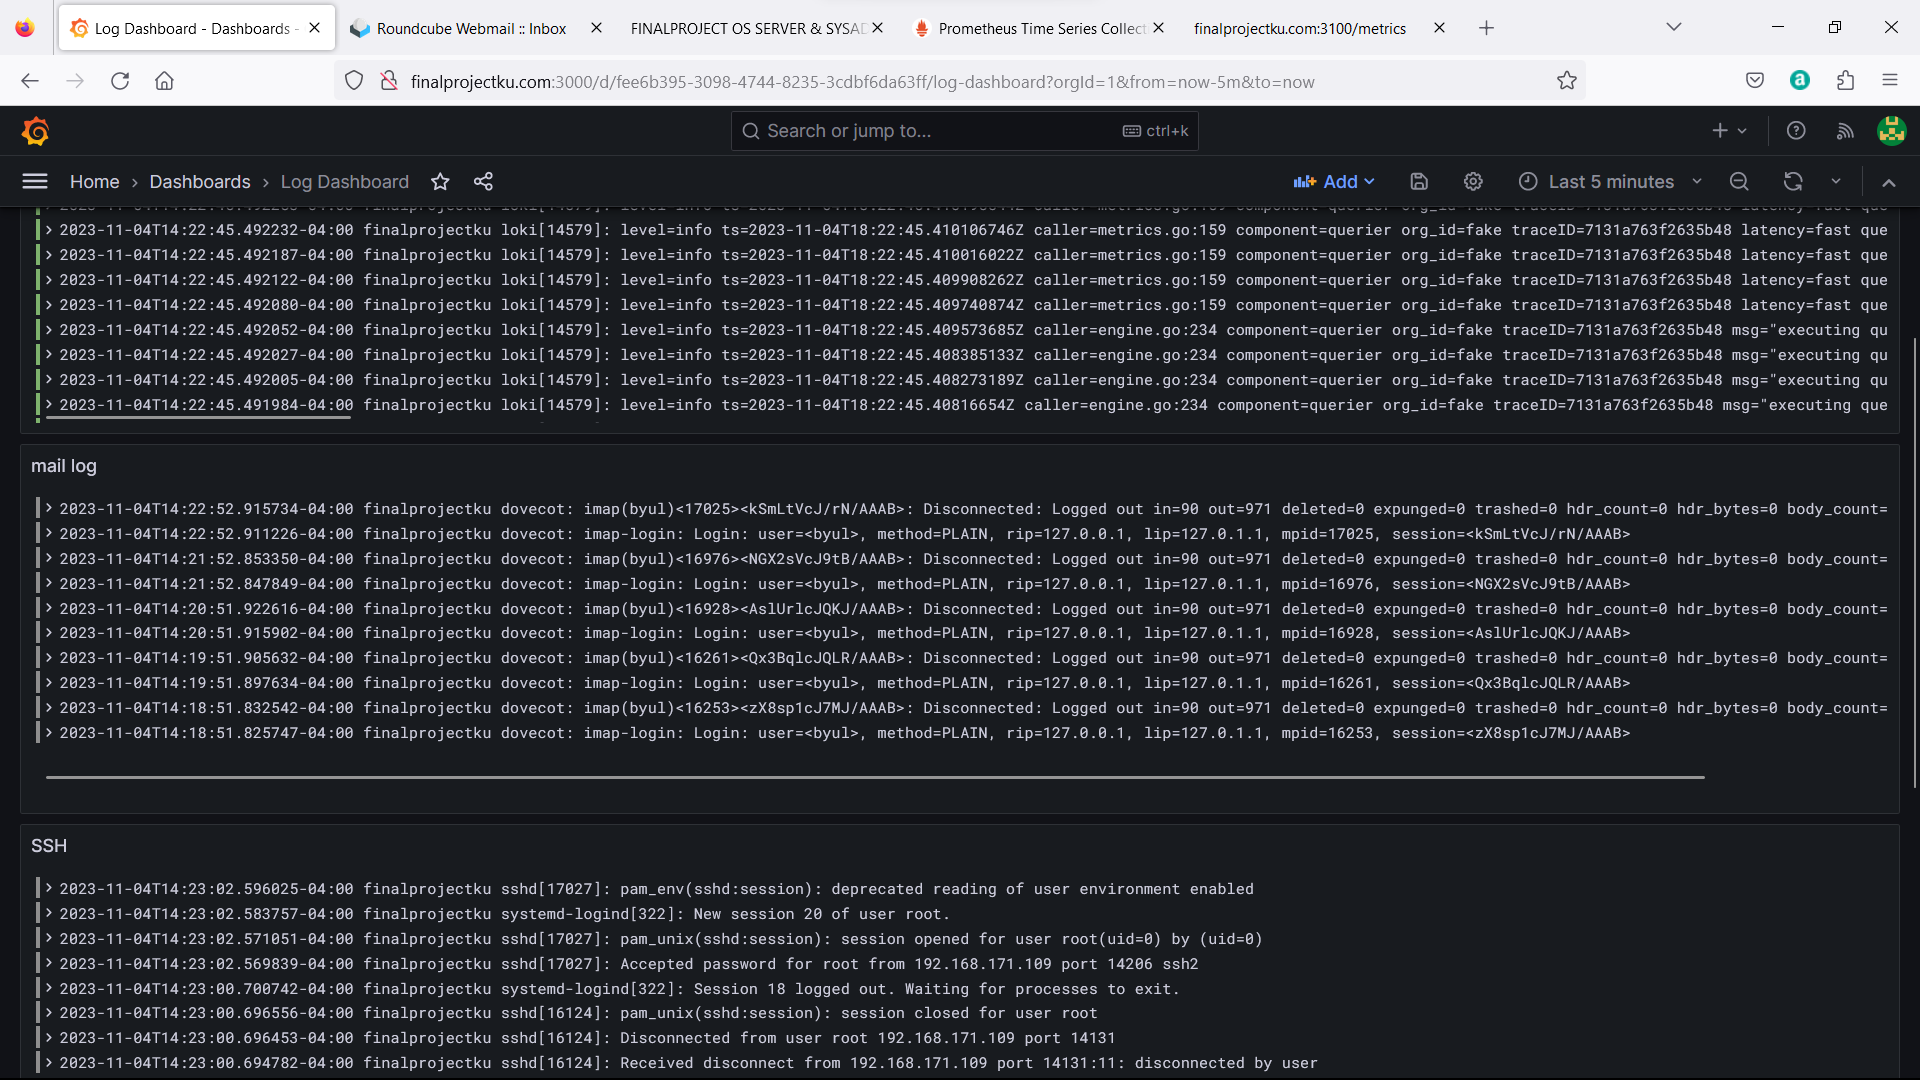 Log Dashboard - Dashboards -
Roundcube Webmail :: Inbox
FINALPROJECT OS SERVER & SYSAD
Prometheus Time Series Collect
finalprojectku.com:3100/metrics
finalprojectku.com:3000/d/fee6b395-3098-4744-8235-3cdbf6da63ff/log-dashboard?orgId=1&from=now-5m&to=now
Search or jump to... ctrl+k
Home › Dashboards › Log Dashboard
Add
Last 5 minutes
2023-11-04T14:22:45.492232-04:00 finalprojectku loki[14579]: level=info ts=2023-11-04T18:22:45.410106746Z caller=metrics.go:159 component=querier org_id=fake traceID=7131a763f2635b48 latency=fast que
2023-11-04T14:22:45.492187-04:00 finalprojectku loki[14579]: level=info ts=2023-11-04T18:22:45.410016022Z caller=metrics.go:159 component=querier org_id=fake traceID=7131a763f2635b48 latency=fast que
2023-11-04T14:22:45.492122-04:00 finalprojectku loki[14579]: level=info ts=2023-11-04T18:22:45.409908262Z caller=metrics.go:159 component=querier org_id=fake traceID=7131a763f2635b48 latency=fast que
2023-11-04T14:22:45.492080-04:00 finalprojectku loki[14579]: level=info ts=2023-11-04T18:22:45.409740874Z caller=metrics.go:159 component=querier org_id=fake traceID=7131a763f2635b48 latency=fast que
2023-11-04T14:22:45.492052-04:00 finalprojectku loki[14579]: level=info ts=2023-11-04T18:22:45.409573685Z caller=engine.go:234 component=querier org_id=fake traceID=7131a763f2635b48 msg="executing qu
2023-11-04T14:22:45.492027-04:00 finalprojectku loki[14579]: level=info ts=2023-11-04T18:22:45.408385133Z caller=engine.go:234 component=querier org_id=fake traceID=7131a763f2635b48 msg="executing qu
2023-11-04T14:22:45.492005-04:00 finalprojectku loki[14579]: level=info ts=2023-11-04T18:22:45.408273189Z caller=engine.go:234 component=querier org_id=fake traceID=7131a763f2635b48 msg="executing qu
2023-11-04T14:22:45.491984-04:00 finalprojectku loki[14579]: level=info ts=2023-11-04T18:22:45.40816654Z caller=engine.go:234 component=querier org_id=fake traceID=7131a763f2635b48 msg="executing que
mail log
2023-11-04T14:22:52.915734-04:00 finalprojectku dovecot: imap(byul)<17025><kSmLtVcJ/rN/AAAB>: Disconnected: Logged out in=90 out=971 deleted=0 expunged=0 trashed=0 hdr_count=0 hdr_bytes=0 body_count=
2023-11-04T14:22:52.911226-04:00 finalprojectku dovecot: imap-login: Login: user=<byul>, method=PLAIN, rip=127.0.0.1, lip=127.0.1.1, mpid=17025, session=<kSmLtVcJ/rN/AAAB>
2023-11-04T14:21:52.853350-04:00 finalprojectku dovecot: imap(byul)<16976><NGX2sVcJ9tB/AAAB>: Disconnected: Logged out in=90 out=971 deleted=0 expunged=0 trashed=0 hdr_count=0 hdr_bytes=0 body_count=
2023-11-04T14:21:52.847849-04:00 finalprojectku dovecot: imap-login: Login: user=<byul>, method=PLAIN, rip=127.0.0.1, lip=127.0.1.1, mpid=16976, session=<NGX2sVcJ9tB/AAAB>
2023-11-04T14:20:51.922616-04:00 finalprojectku dovecot: imap(byul)<16928><AslUrlcJQKJ/AAAB>: Disconnected: Logged out in=90 out=971 deleted=0 expunged=0 trashed=0 hdr_count=0 hdr_bytes=0 body_count=
2023-11-04T14:20:51.915902-04:00 finalprojectku dovecot: imap-login: Login: user=<byul>, method=PLAIN, rip=127.0.0.1, lip=127.0.1.1, mpid=16928, session=<AslUrlcJQKJ/AAAB>
2023-11-04T14:19:51.905632-04:00 finalprojectku dovecot: imap(byul)<16261><Qx3BqlcJQLR/AAAB>: Disconnected: Logged out in=90 out=971 deleted=0 expunged=0 trashed=0 hdr_count=0 hdr_bytes=0 body_count=
2023-11-04T14:19:51.897634-04:00 finalprojectku dovecot: imap-login: Login: user=<byul>, method=PLAIN, rip=127.0.0.1, lip=127.0.1.1, mpid=16261, session=<Qx3BqlcJQLR/AAAB>
2023-11-04T14:18:51.832542-04:00 finalprojectku dovecot: imap(byul)<16253><zX8sp1cJ7MJ/AAAB>: Disconnected: Logged out in=90 out=971 deleted=0 expunged=0 trashed=0 hdr_count=0 hdr_bytes=0 body_count=
2023-11-04T14:18:51.825747-04:00 finalprojectku dovecot: imap-login: Login: user=<byul>, method=PLAIN, rip=127.0.0.1, lip=127.0.1.1, mpid=16253, session=<zX8sp1cJ7MJ/AAAB>
SSH
2023-11-04T14:23:02.596025-04:00 finalprojectku sshd[17027]: pam_env(sshd:session): deprecated reading of user environment enabled
2023-11-04T14:23:02.583757-04:00 finalprojectku systemd-logind[322]: New session 20 of user root.
2023-11-04T14:23:02.571051-04:00 finalprojectku sshd[17027]: pam_unix(sshd:session): session opened for user root(uid=0) by (uid=0)
2023-11-04T14:23:02.569839-04:00 finalprojectku sshd[17027]: Accepted password for root from 192.168.171.109 port 14206 ssh2
2023-11-04T14:23:00.700742-04:00 finalprojectku systemd-logind[322]: Session 18 logged out. Waiting for processes to exit.
2023-11-04T14:23:00.696556-04:00 finalprojectku sshd[16124]: pam_unix(sshd:session): session closed for user root
2023-11-04T14:23:00.696453-04:00 finalprojectku sshd[16124]: Disconnected from user root 192.168.171.109 port 14131
2023-11-04T14:23:00.694782-04:00 finalprojectku sshd[16124]: Received disconnect from 192.168.171.109 port 14131:11: disconnected by user